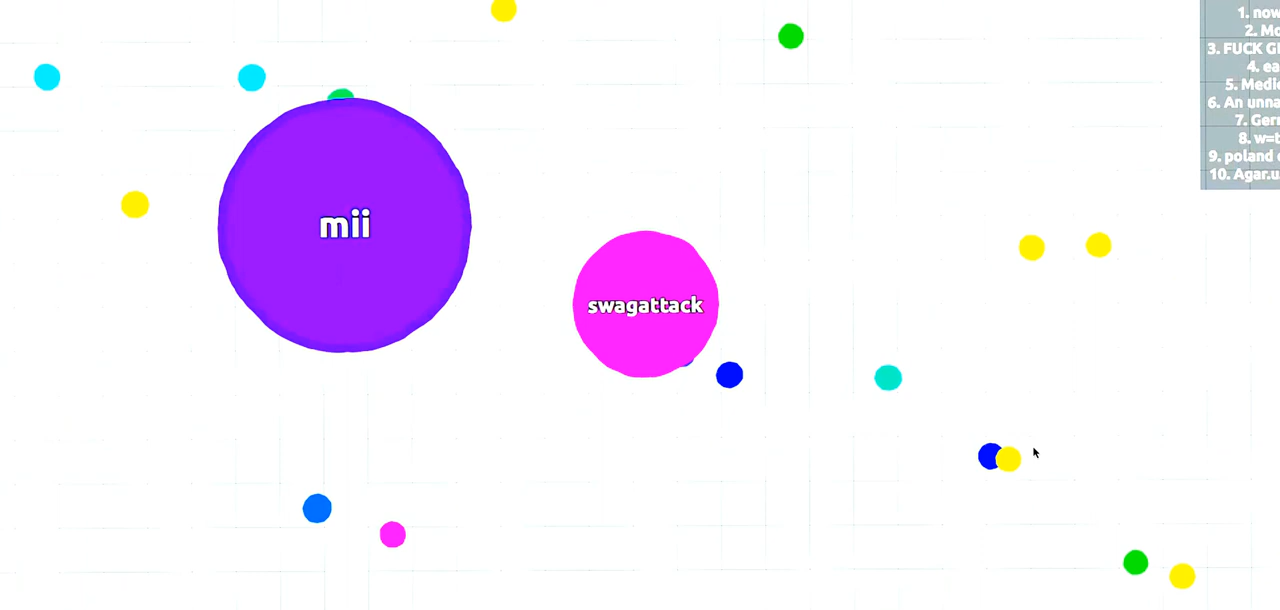 mii
swagattack
1. now
2. Mo
3. FUCK G
4. ea
5. Medi
6. An unna
7. Ger
8. w=
9. poland
10. Agar.